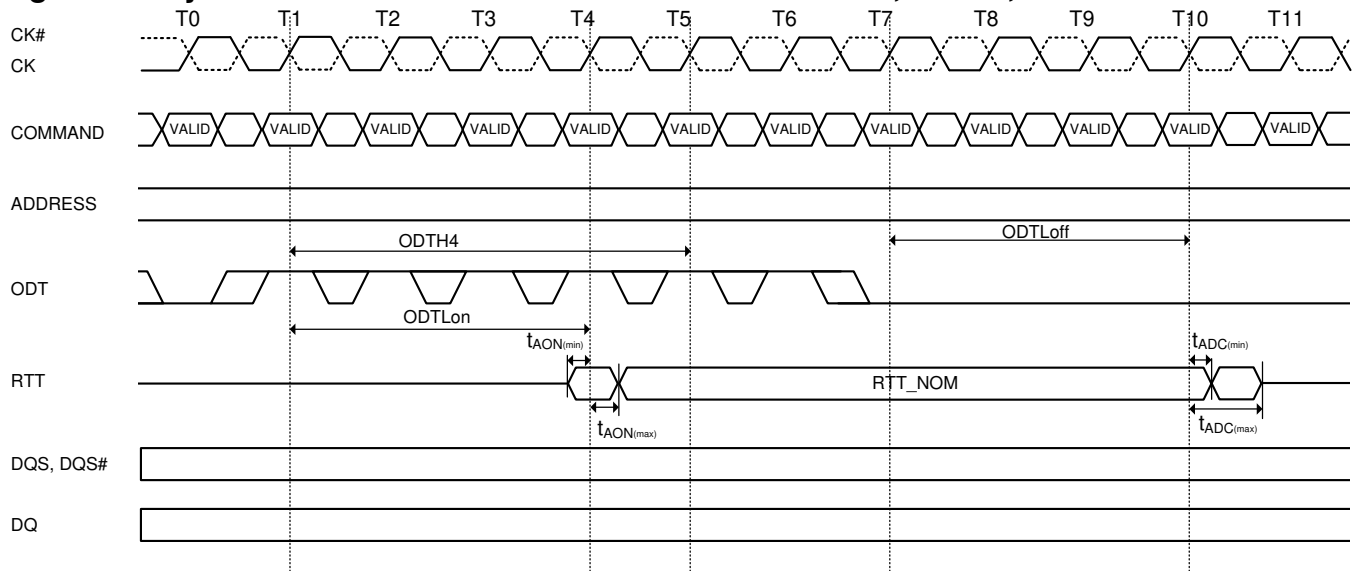 T0 T1 T2 T3 T4 T5 T6 T7 T8 T9 T10 T11
CK#
CK
COMMAND VALID VALID VALID VALID VALID VALID VALID VALID VALID VALID VALID VALID
ADDRESS
ODTH4 ODTLoff
ODT
ODTLon
tAON(min) tADC(min)
RTT RTT_NOM
tAON(max) tADC(max)
DQS, DQS#
DQ